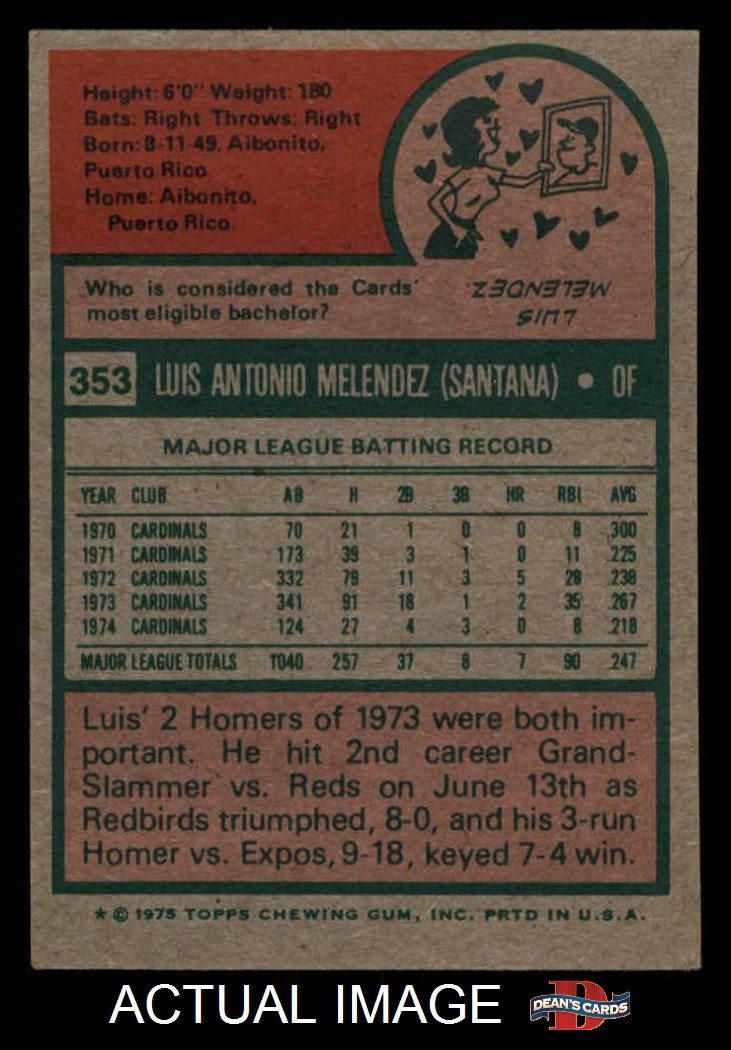 Height: 6'0" Weight: 180
Bats: Right Throws: Right
Born: 8-11-49, Aibonito,
Puerto Rico
Home: Aibonito,
Puerto Rico
Who is considered the Cards'
most eligible bachelor?
LUIS
MELENDEZ
353 LUIS ANTONIO MELENDEZ (SANTANA) • OF
MAJOR LEAGUE BATTING RECORD
YEAR CLUB AB H 2B 3B HR RBI AVG
1970 CARDINALS 70 21 1 0 0 8 .300
1971 CARDINALS 173 39 3 1 0 11 .225
1972 CARDINALS 332 79 11 3 5 28 .238
1973 CARDINALS 341 91 18 1 2 35 .267
1974 CARDINALS 124 27 4 3 0 8 .218
MAJOR LEAGUE TOTALS 1040 257 37 8 7 90 .247
Luis' 2 Homers of 1973 were both im-
portant. He hit 2nd career Grand-
Slammer vs. Reds on June 13th as
Redbirds triumphed, 8-0, and his 3-run
Homer vs. Expos, 9-18, keyed 7-4 win.
* © 1975 TOPPS CHEWING GUM, INC. PRTD IN U.S.A.
ACTUAL IMAGE D DEAN'S CARDS